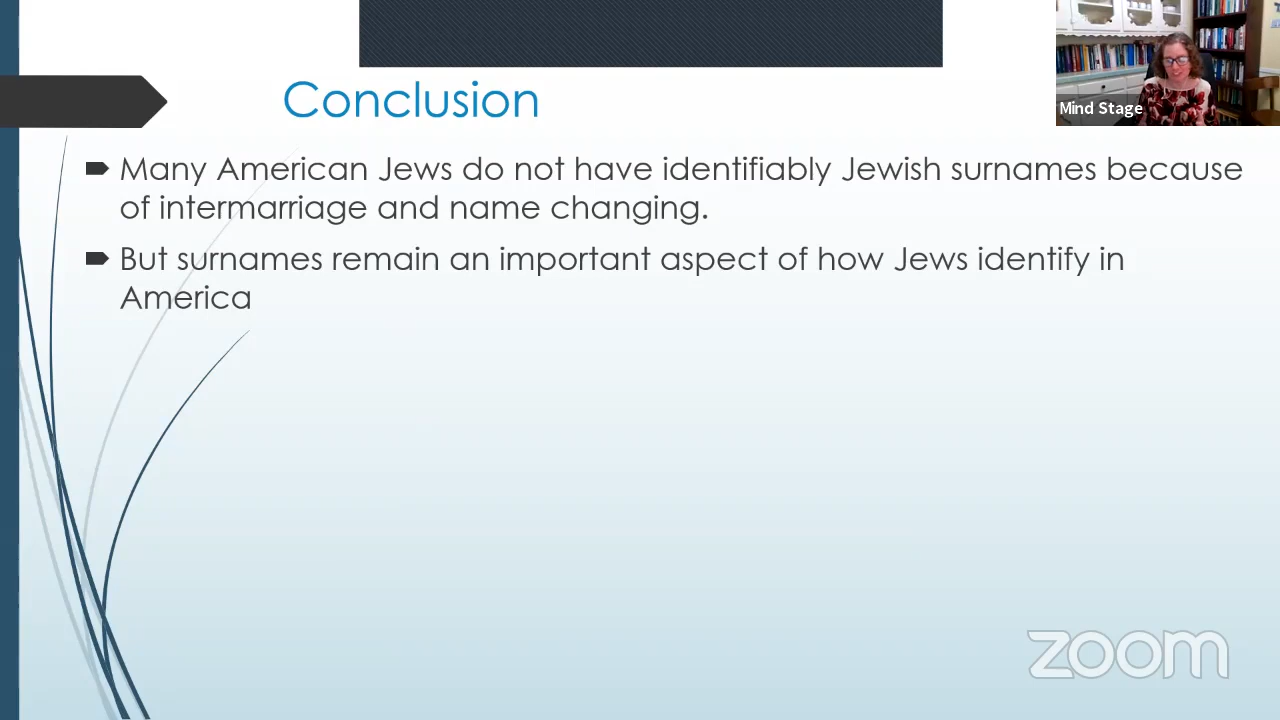 Conclusion
Mind Stage
Many American Jews do not have identifiably Jewish surnames because
of intermarriage and name changing.
But surnames remain an important aspect of how Jews identify in
America
zoom